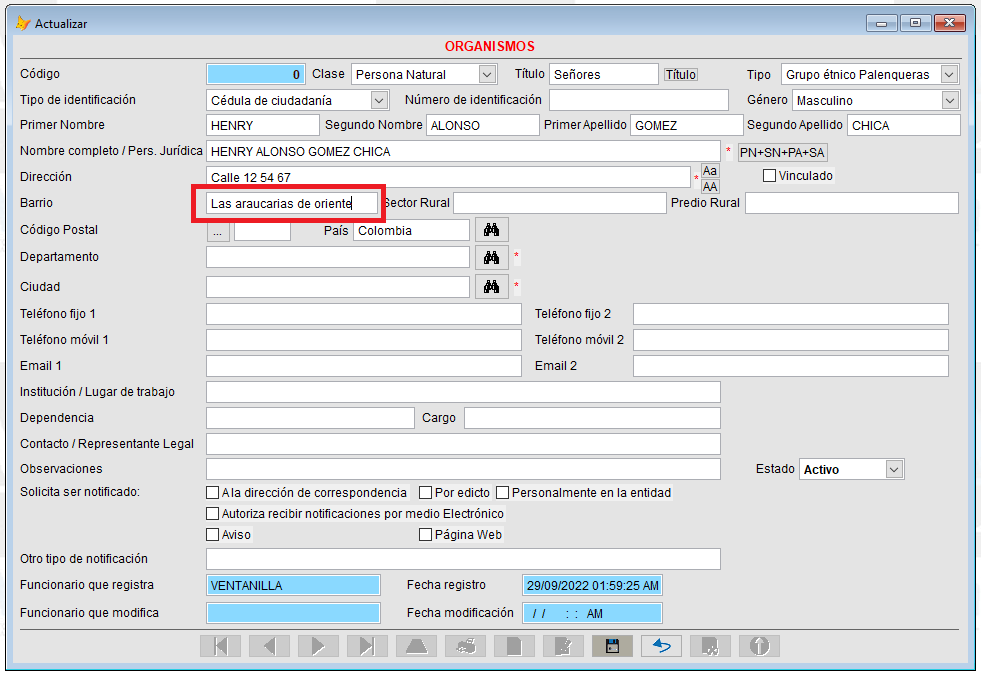 Actualizar
ORGANISMOS
Código 0 Clase Persona Natural Título Señores Título Tipo Grupo étnico Palenqueras
Tipo de identificación Cédula de ciudadanía Número de identificación Género Masculino
Primer Nombre HENRY Segundo Nombre ALONSO Primer Apellido GOMEZ Segundo Apellido CHICA
Nombre completo / Pers. Jurídica HENRY ALONSO GOMEZ CHICA * PN+SN+PA+SA
Dirección Calle 12 54 67 * Aa AA Vinculado
Barrio Las araucarias de oriente Sector Rural Predio Rural
Código Postal ... País Colombia
Departamento *
Ciudad *
Teléfono fijo 1 Teléfono fijo 2
Teléfono móvil 1 Teléfono móvil 2
Email 1 Email 2
Institución / Lugar de trabajo
Dependencia Cargo
Contacto / Representante Legal
Observaciones Estado Activo
Solicita ser notificado: A la dirección de correspondencia Por edicto Personalmente en la entidad
Autoriza recibir notificaciones por medio Electrónico
Aviso Página Web
Otro tipo de notificación
Funcionario que registra VENTANILLA Fecha registro 29/09/2022 01:59:25 AM
Funcionario que modifica Fecha modificación / / : : AM